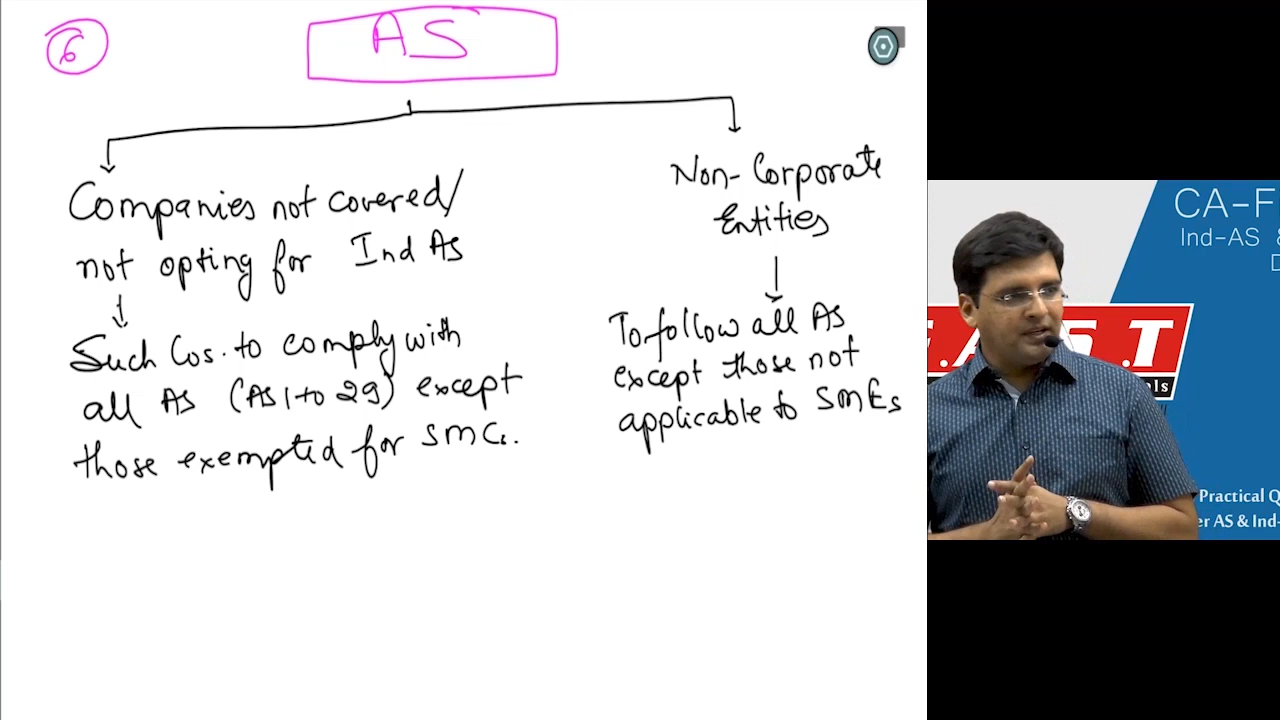 6
AS
Companies not covered/
not opting for Ind AS
Such Cos. to comply with
all AS (AS 1 to 29) except
those exempted for SMCs.
Non-Corporate
Entities
To follow all AS
except those not
applicable to SMEs
CA-F
Ind-AS &
D
F.A.S.T
Practical Q
er AS & Ind-